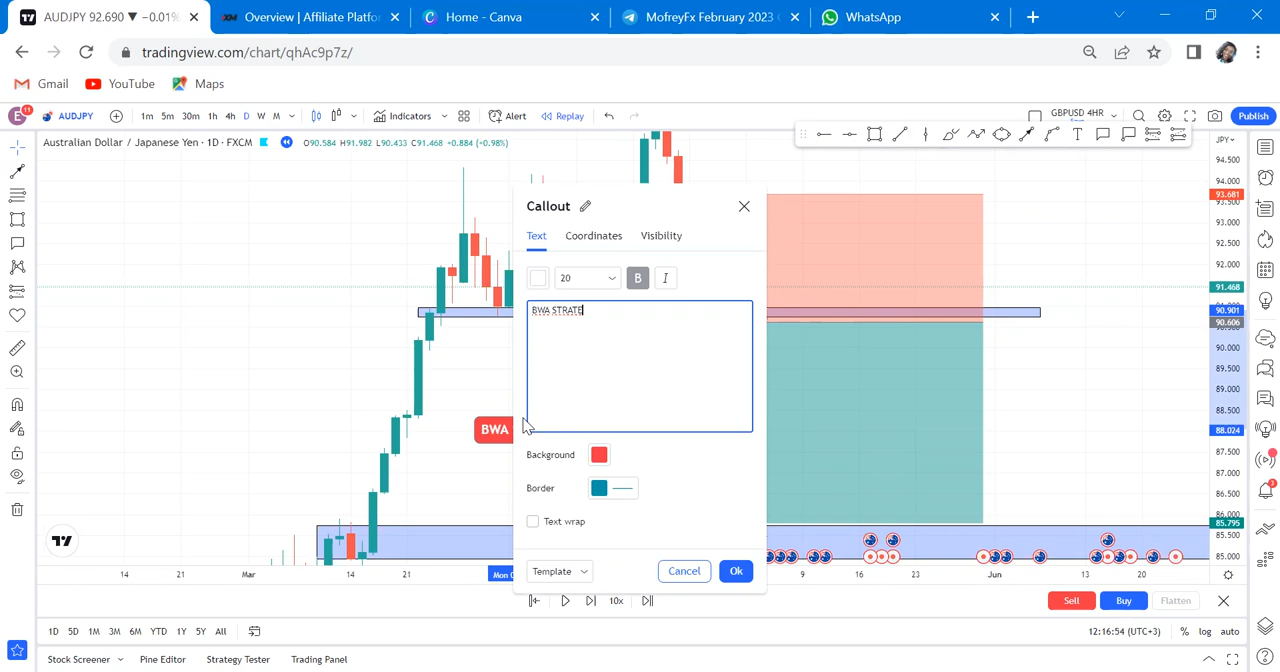 AUDJPY 92.690 ▼ −0.01%
Overview | Affiliate Platfor
Home - Canva
MofreyFx February 2023
WhatsApp
tradingview.com/chart/qhAc9p7z/
Gmail YouTube Maps
E 11 AUDJPY 1m 5m 30m 1h 4h D W M Indicators Alert Replay GBPUSD 4HR Publish
Australian Dollar / Japanese Yen · 1D · FXCM O90.584 H91.982 L90.433 C91.468 +0.884 (+0.98%)
JPY
94.500
94.000
93.681
93.500
93.000
92.500
92.000
91.468
90.901
90.606
90.000
89.500
89.000
88.500
88.024
87.500
87.000
86.500
86.000
85.795
85.500
85.000
Callout
Text Coordinates Visibility
20 B I
BWA STRATE
BWA
Background
Border
Text wrap
Template Cancel Ok
14 21 Mar 14 21 Mon 9 16 23 Jun 13 20
10x
Sell Buy Flatten
1D 5D 1M 3M 6M YTD 1Y 5Y All
12:16:54 (UTC+3) % log auto
Stock Screener Pine Editor Strategy Tester Trading Panel